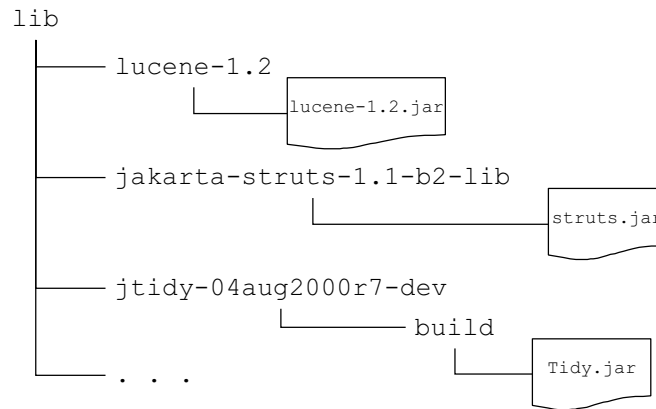 lib
lucene-1.2
lucene-1.2.jar
jakarta-struts-1.1-b2-lib
struts.jar
jtidy-04aug2000r7-dev
build
Tidy.jar
. . .